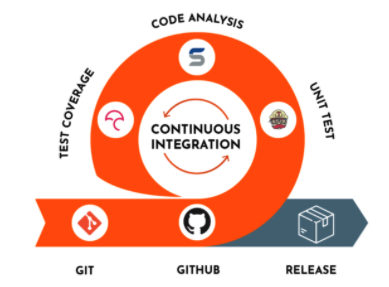 CODE ANALYSIS
TEST COVERAGE
UNIT TEST
CONTINUOUS
INTEGRATION
GIT
GITHUB
RELEASE